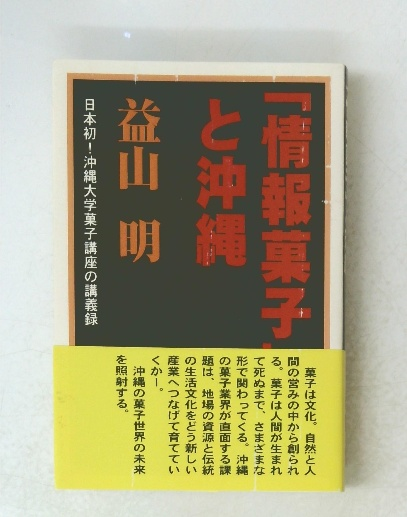 「情報菓子」
と沖縄
益山 明
日本初！沖縄大学菓子講座の講義録
菓子は文化。自然と人
間の営みの中から創られ
る。菓子は人間が生まれ
て死ぬまで、さまざまな
形で関わってくる。沖縄
の菓子業界が直面する課
題は、地場の資源と伝統
の生活文化をどう新しい
産業へつなげて育ててい
くかー。
沖縄の菓子世界の未来
を照射する。